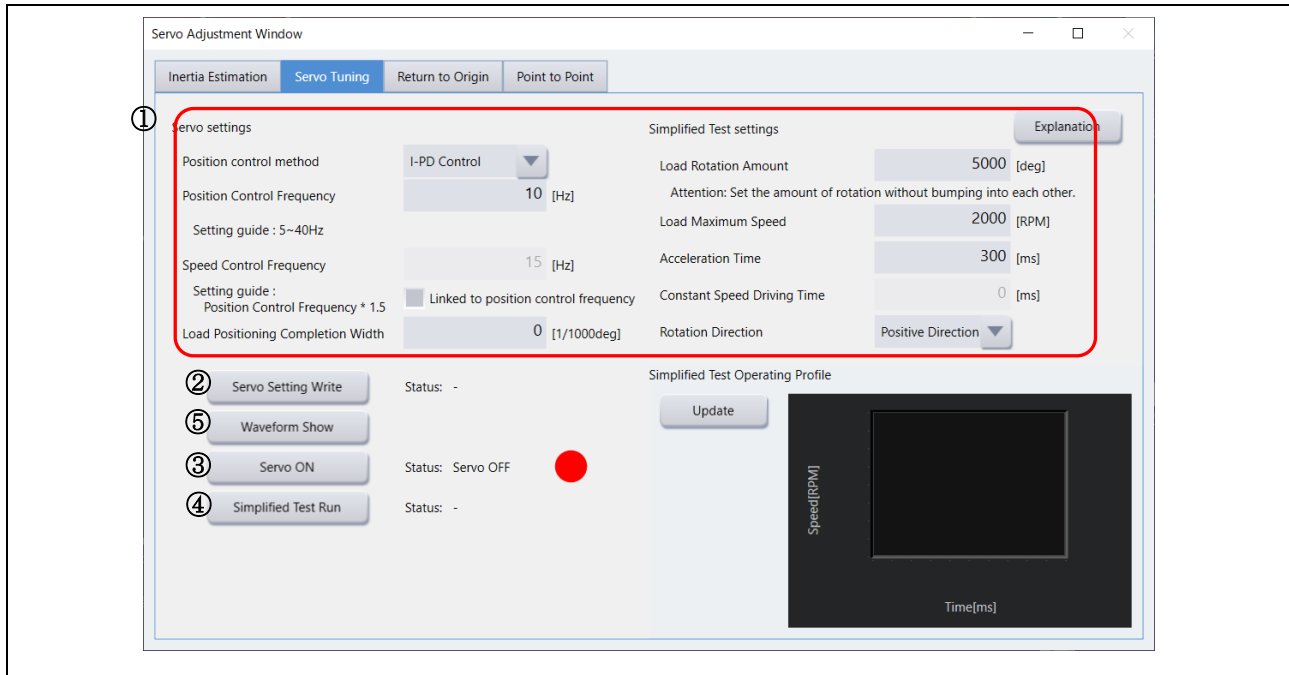 Servo Adjustment Window
Inertia Estimation Servo Tuning Return to Origin Point to Point
①
Servo settings
Position control method I-PD Control
Position Control Frequency 10 [Hz]
Setting guide : 5~40Hz
Speed Control Frequency 15 [Hz]
Setting guide :
Position Control Frequency * 1.5
Linked to position control frequency
Load Positioning Completion Width 0 [1/1000deg]
Simplified Test settings
Explanation
Load Rotation Amount 5000 [deg]
Attention: Set the amount of rotation without bumping into each other.
Load Maximum Speed 2000 [RPM]
Acceleration Time 300 [ms]
Constant Speed Driving Time 0 [ms]
Rotation Direction Positive Direction
② Servo Setting Write Status: -
⑤ Waveform Show
③ Servo ON Status: Servo OFF
④ Simplified Test Run Status: -
Simplified Test Operating Profile
Update
Speed[RPM]
Time[ms]